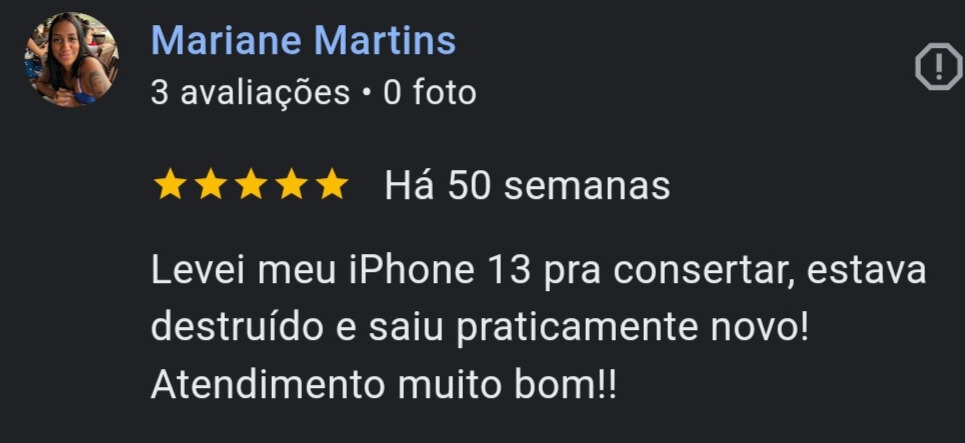 Mariane Martins
3 avaliações • 0 foto
Há 50 semanas
Levei meu iPhone 13 pra consertar, estava
destruído e saiu praticamente novo!
Atendimento muito bom!!